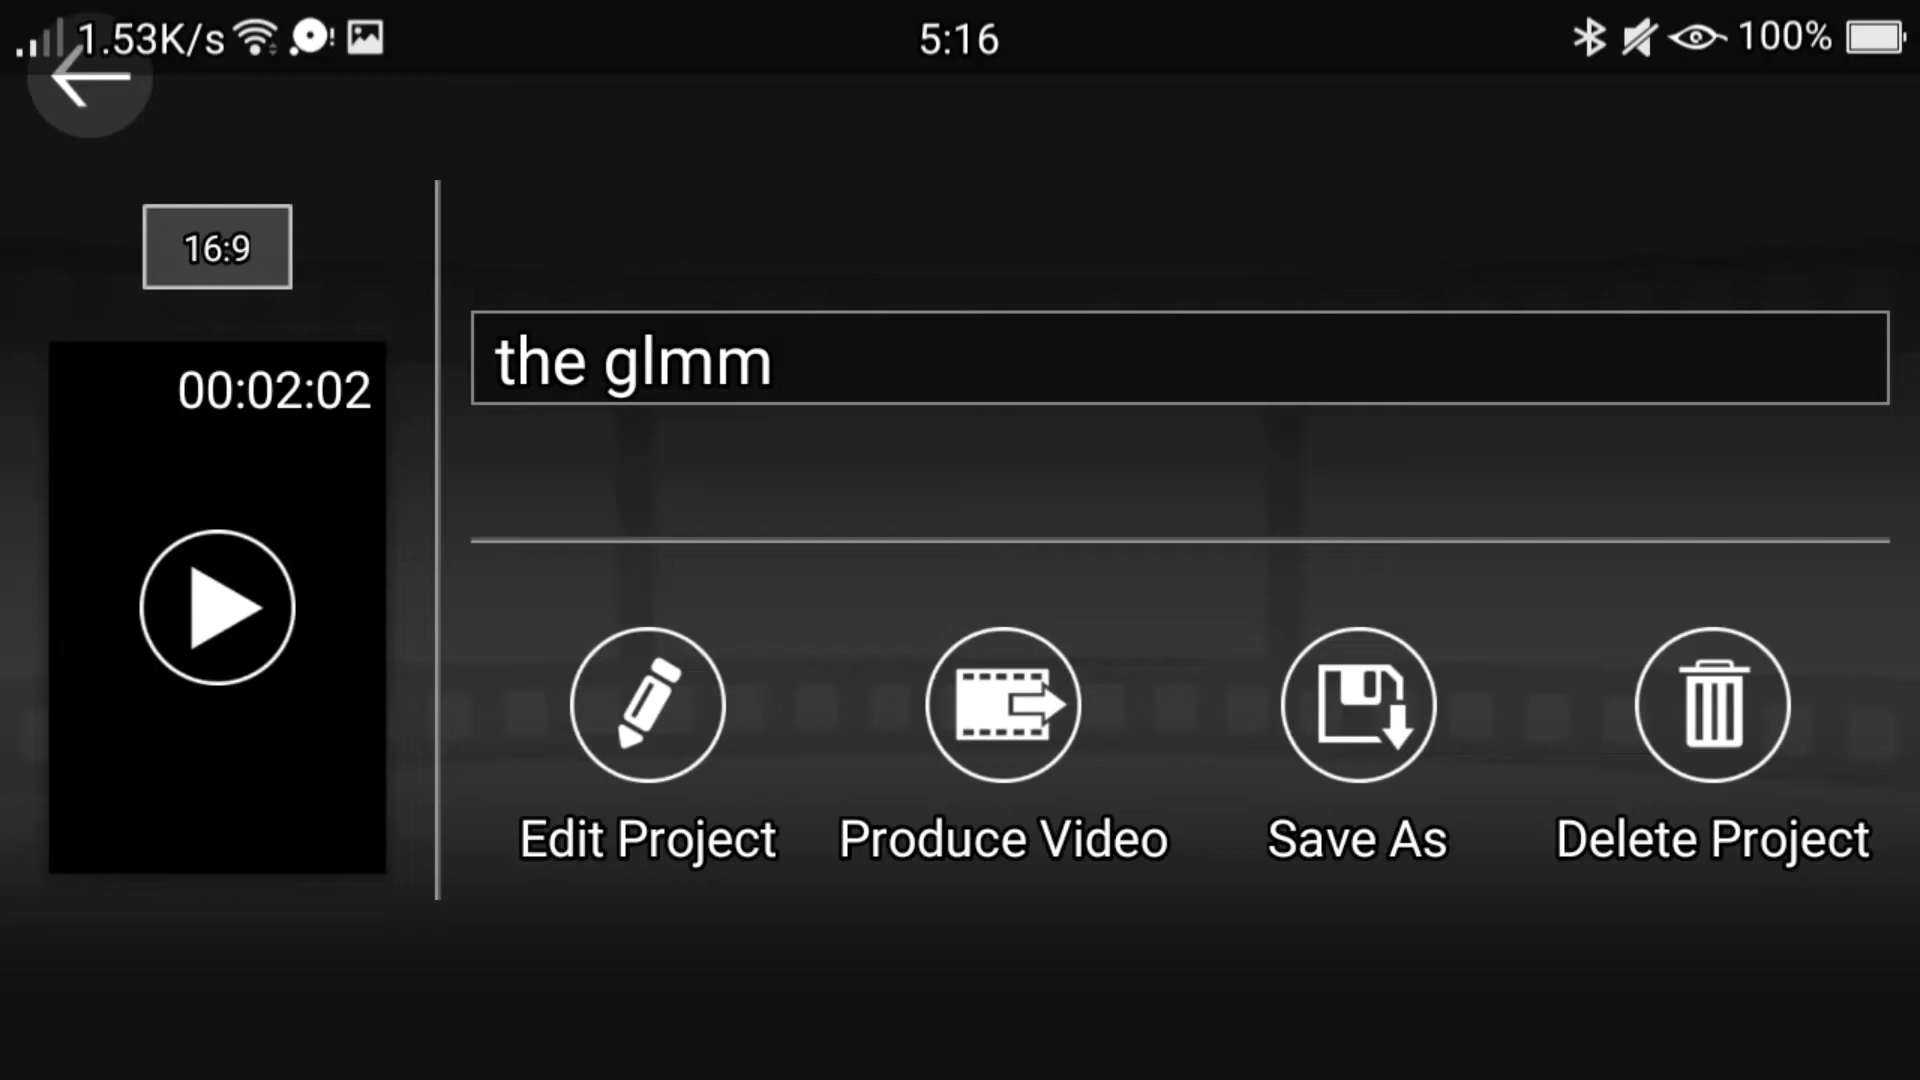 1.53K/s
5:16
100%
16:9
00:02:02
the glmm
Edit Project
Produce Video
Save As
Delete Project